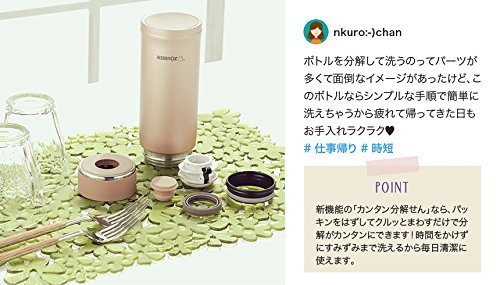 nkuro:-)chan
ボトルを分解して洗うのってパーツが
多くて面倒なイメージがあったけど、こ
のボトルならシンプルな手順で簡単に
洗えちゃうから疲れて帰ってきた日も
お手入れラクラク♥
# 仕事帰り # 時短
POINT
新機能の「カンタン分解せん」なら、パッ
キンをはずしてクルッとまわすだけで分
解がカンタンにできます！時間をかけず
にすみずみまで洗えるから毎日清潔に
使えます。